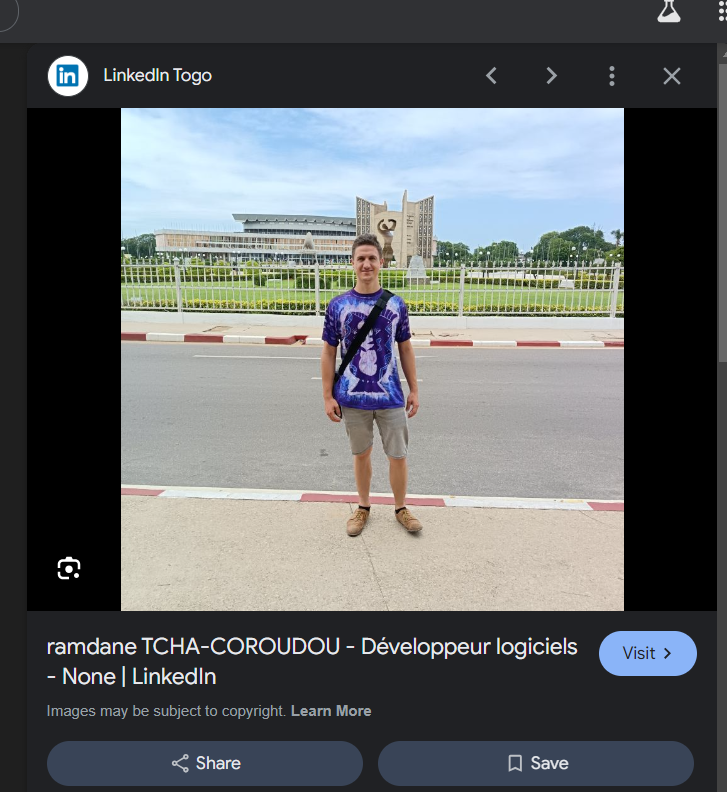 in
LinkedIn Togo
ramdane TCHA-COROUDOU - Développeur logiciels
- None | LinkedIn
Visit
Images may be subject to copyright. Learn More
Share
Save